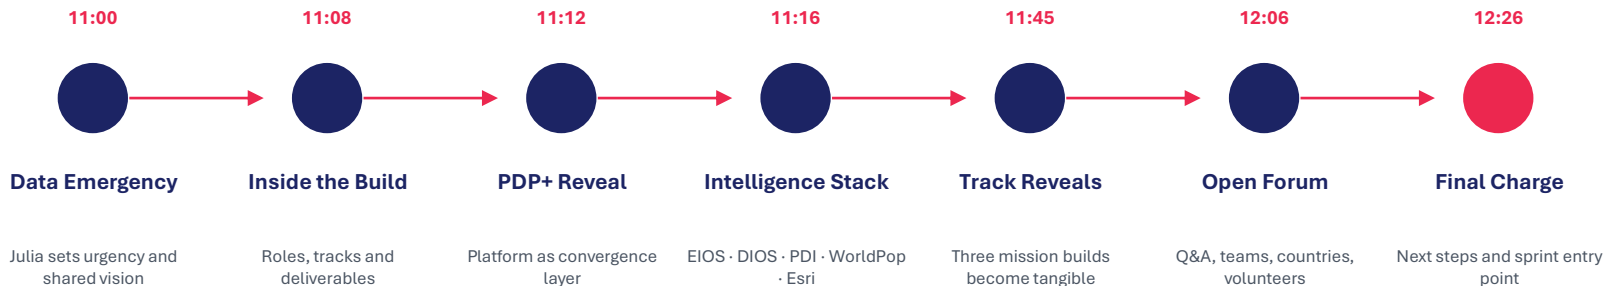 11:00
11:08
11:12
11:16
11:45
12:06
12:26
Data Emergency
Inside the Build
PDP+ Reveal
Intelligence Stack
Track Reveals
Open Forum
Final Charge
Julia sets urgency and
shared vision
Roles, tracks and
deliverables
Platform as convergence
layer
EIOS · DIOS · PDI · WorldPop
· Esri
Three mission builds
become tangible
Q&A, teams, countries,
volunteers
Next steps and sprint entry
point